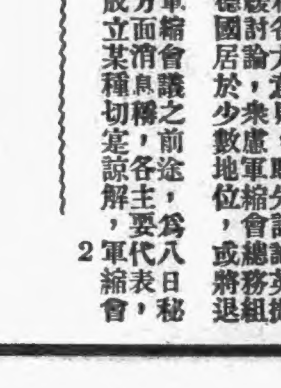 緩討論，衆慮軍縮會總務組
德國居於少數地位，或將退
軍縮會議之前途，爲八日秘
方面消息稱，各主要代表，
立某種切寔諒解，軍縮會
2